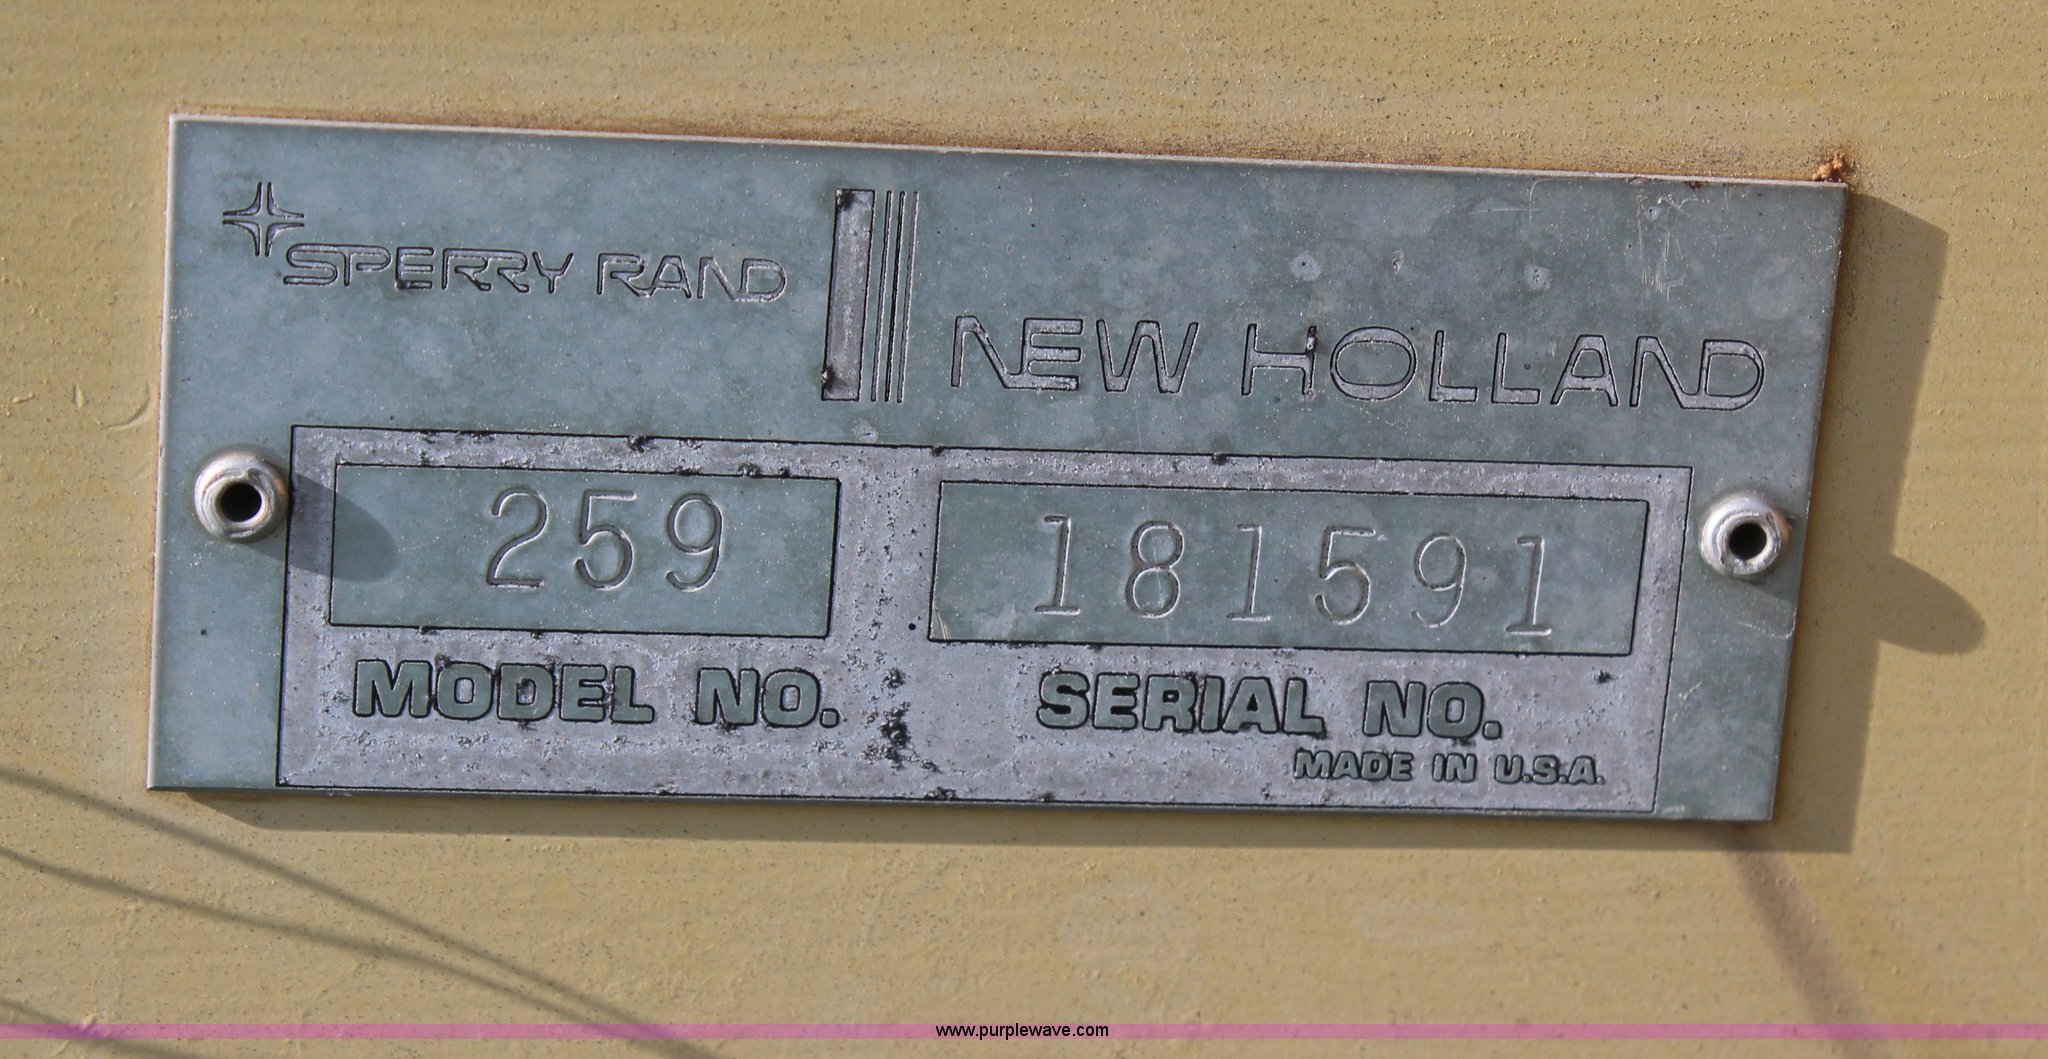 SPERRY RAND
NEW HOLLAND
259 181591
MODEL NO. SERIAL NO.
MADE IN U.S.A.
www.purplewave.com